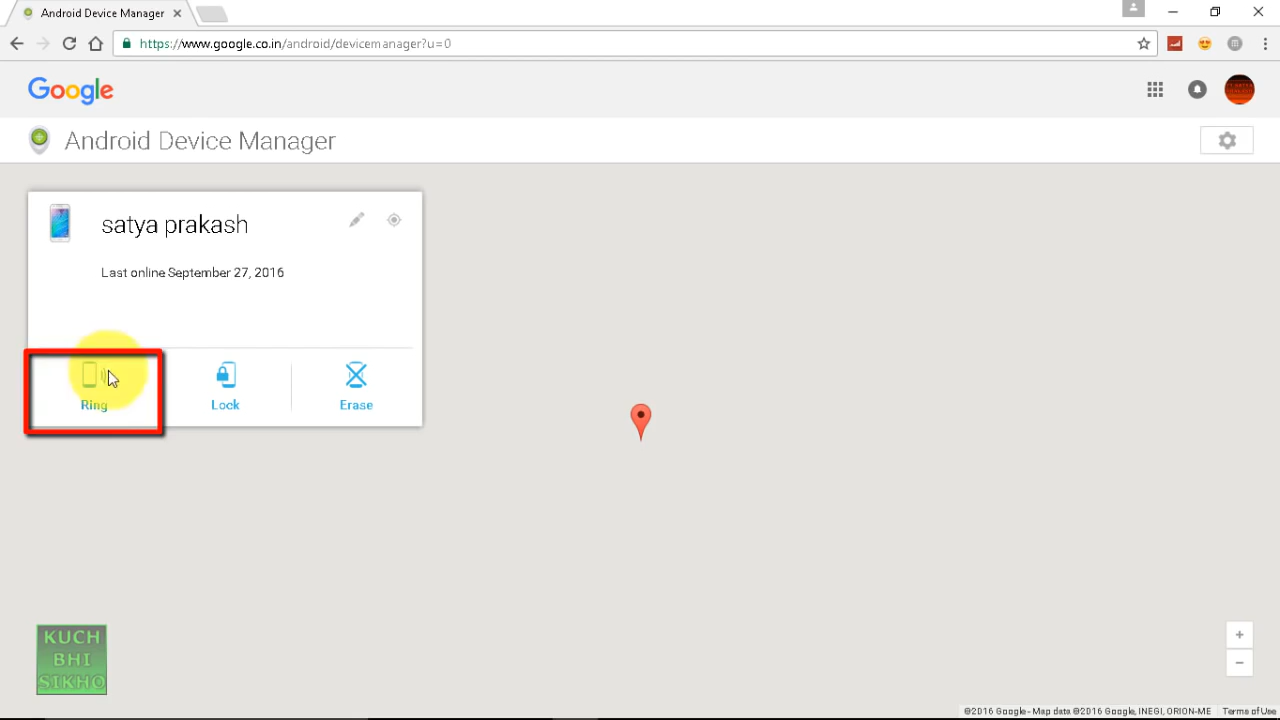 Android Device Manager
https://www.google.co.in/android/devicemanager?u=0
Google
Android Device Manager
satya prakash
Last online September 27, 2016
Ring
Lock
Erase
KUCH
BHI
SIKHO
©2016 Google - Map data ©2016 Google, INEGI, ORION-ME
Terms of Use